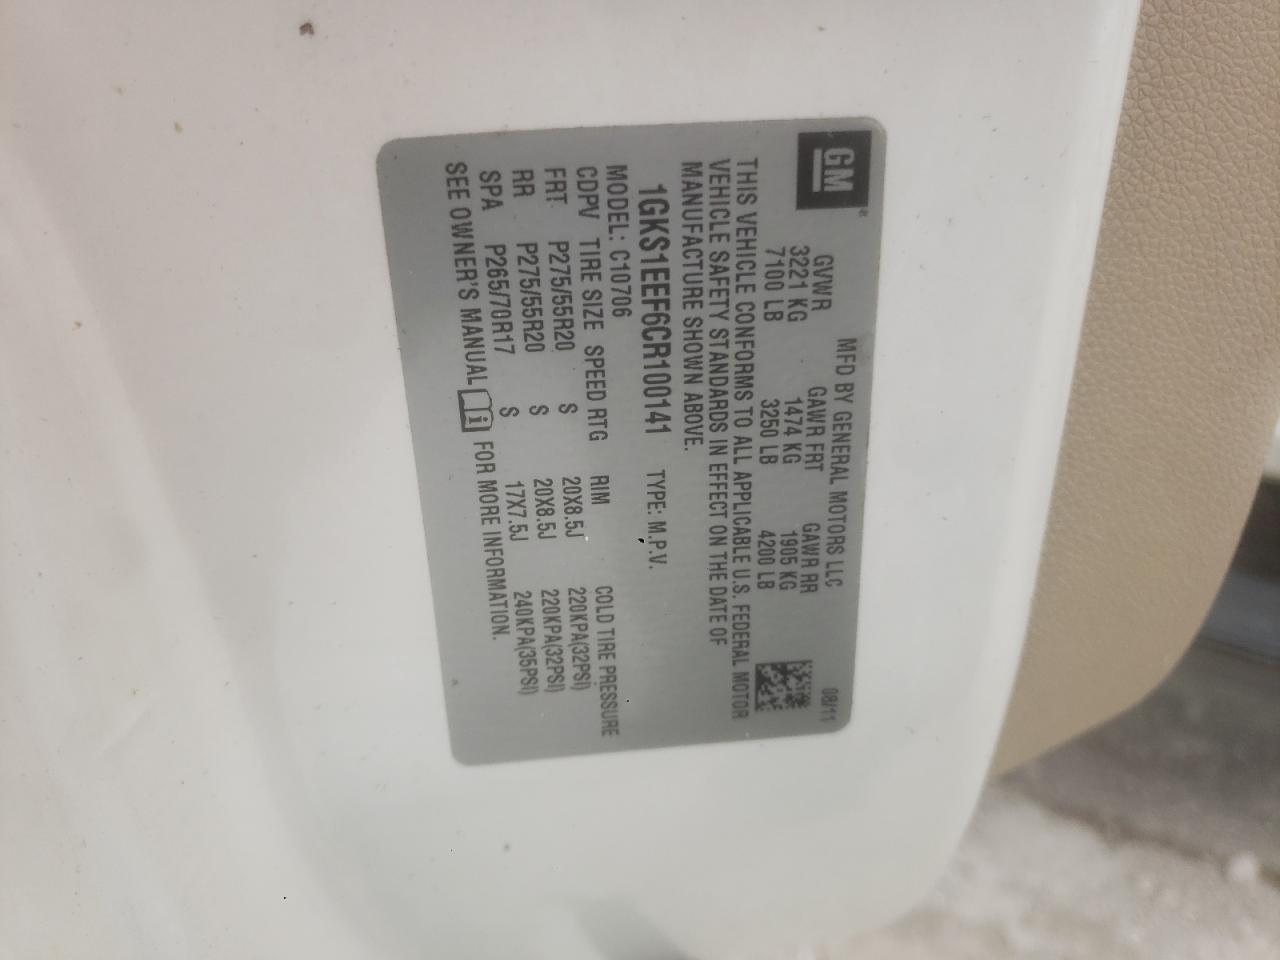 GM
®
MFD BY GENERAL MOTORS LLC 08/11
GVWR GAWR FRT GAWR RR
3221 KG 1474 KG 1905 KG
7100 LB 3250 LB 4200 LB
THIS VEHICLE CONFORMS TO ALL APPLICABLE U.S. FEDERAL MOTOR
VEHICLE SAFETY STANDARDS IN EFFECT ON THE DATE OF
MANUFACTURE SHOWN ABOVE.
1GKS1EEF6CR100141 TYPE: M.P.V.
MODEL: C10706
CDPV TIRE SIZE SPEED RTG RIM COLD TIRE PRESSURE
FRT P275/55R20 S 20X8.5J 220KPA(32PSI)
RR P275/55R20 S 20X8.5J 220KPA(32PSI)
SPA P265/70R17 S 17X7.5J 240KPA(35PSI)
SEE OWNER'S MANUAL i FOR MORE INFORMATION.